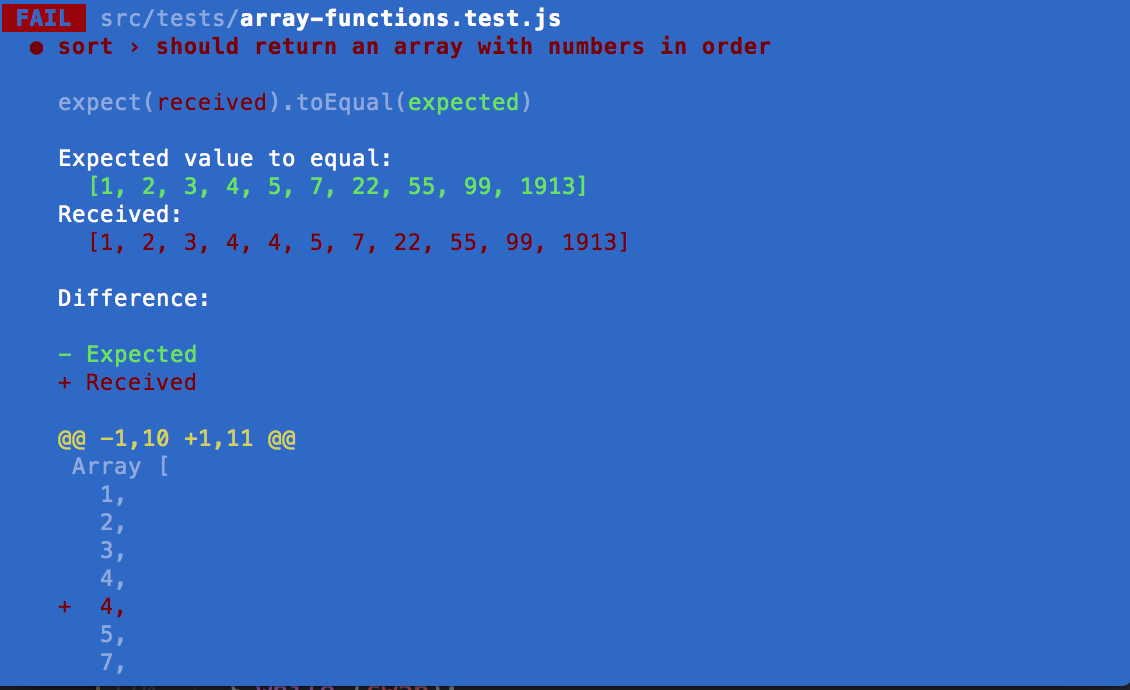 FAIL src/tests/array-functions.test.js
● sort › should return an array with numbers in order
expect(received).toEqual(expected)
Expected value to equal:
[1, 2, 3, 4, 5, 7, 22, 55, 99, 1913]
Received:
[1, 2, 3, 4, 4, 5, 7, 22, 55, 99, 1913]
Difference:
- Expected
+ Received
@@ -1,10 +1,11 @@
Array [
1,
2,
3,
4,
+ 4,
5,
7,